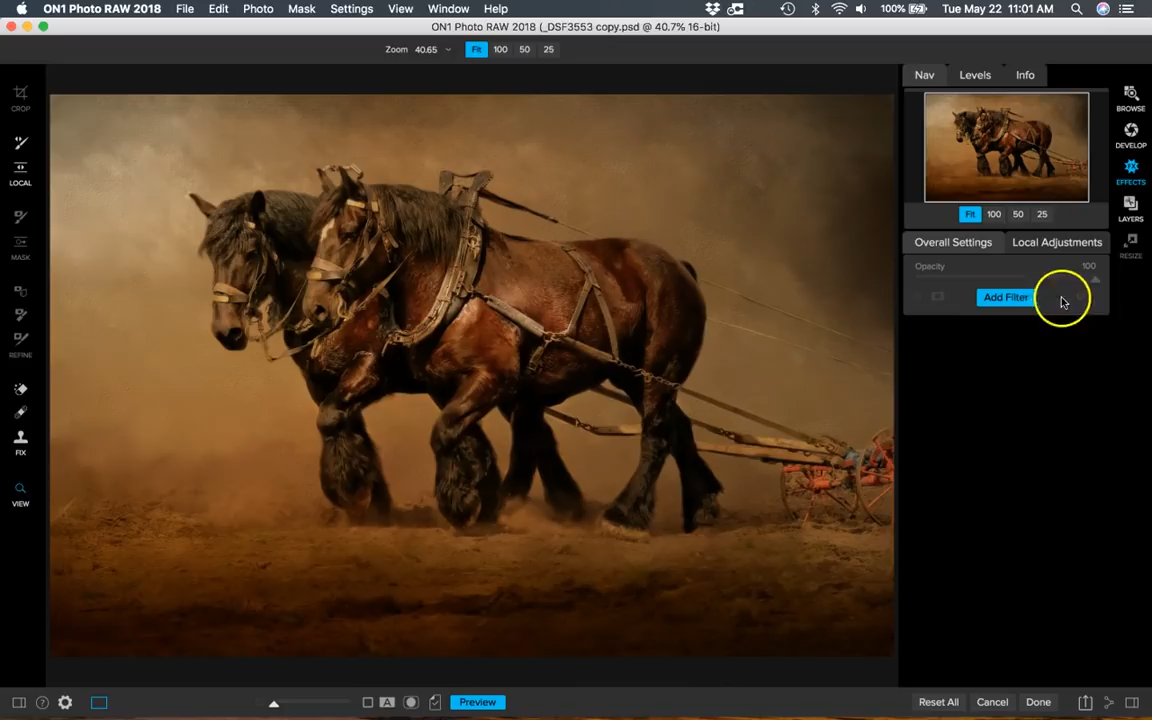 ON1 Photo RAW 2018 File Edit Photo Mask Settings View Window Help 100% Tue May 22 11:01 AM
ON1 Photo RAW 2018 (_DSF3553 copy.psd @ 40.7% 16-bit)
Zoom 40.65 Fit 100 50 25
Nav Levels Info
CROP
LOCAL
MASK
REFINE
FIX
VIEW
Fit 100 50 25
Overall Settings Local Adjustments
Opacity 100
Add Filter
BROWSE
DEVELOP
EFFECTS
LAYERS
RESIZE
A Preview Reset All Cancel Done